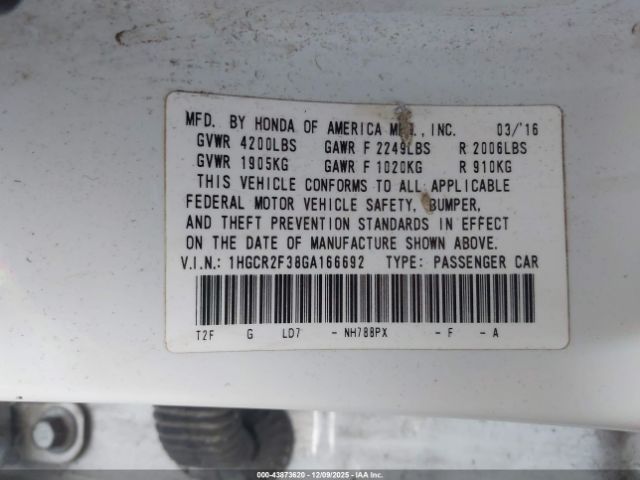 MFD. BY HONDA OF AMERICA MFG., INC. 03/'16
GVWR 4200LBS GAWR F 2249LBS R 2006LBS
GVWR 1905KG GAWR F 1020KG R 910KG
THIS VEHICLE CONFORMS TO ALL APPLICABLE
FEDERAL MOTOR VEHICLE SAFETY, BUMPER,
AND THEFT PREVENTION STANDARDS IN EFFECT
ON THE DATE OF MANUFACTURE SHOWN ABOVE.
V.I.N.: 1HGCR2F38GA166692 TYPE: PASSENGER CAR
T2F G LD7 - NH788PX - F - A
000-43873620 - 12/09/2025 - IAAHC